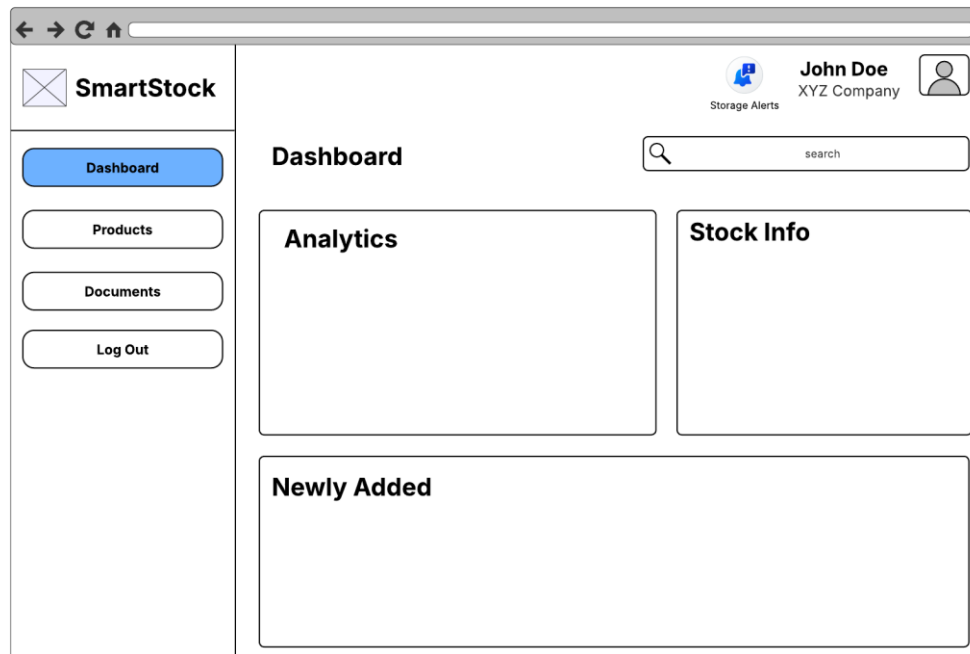 SmartStock
Storage Alerts
John Doe
XYZ Company
Dashboard
Products
Documents
Log Out
Dashboard
search
Analytics
Stock Info
Newly Added